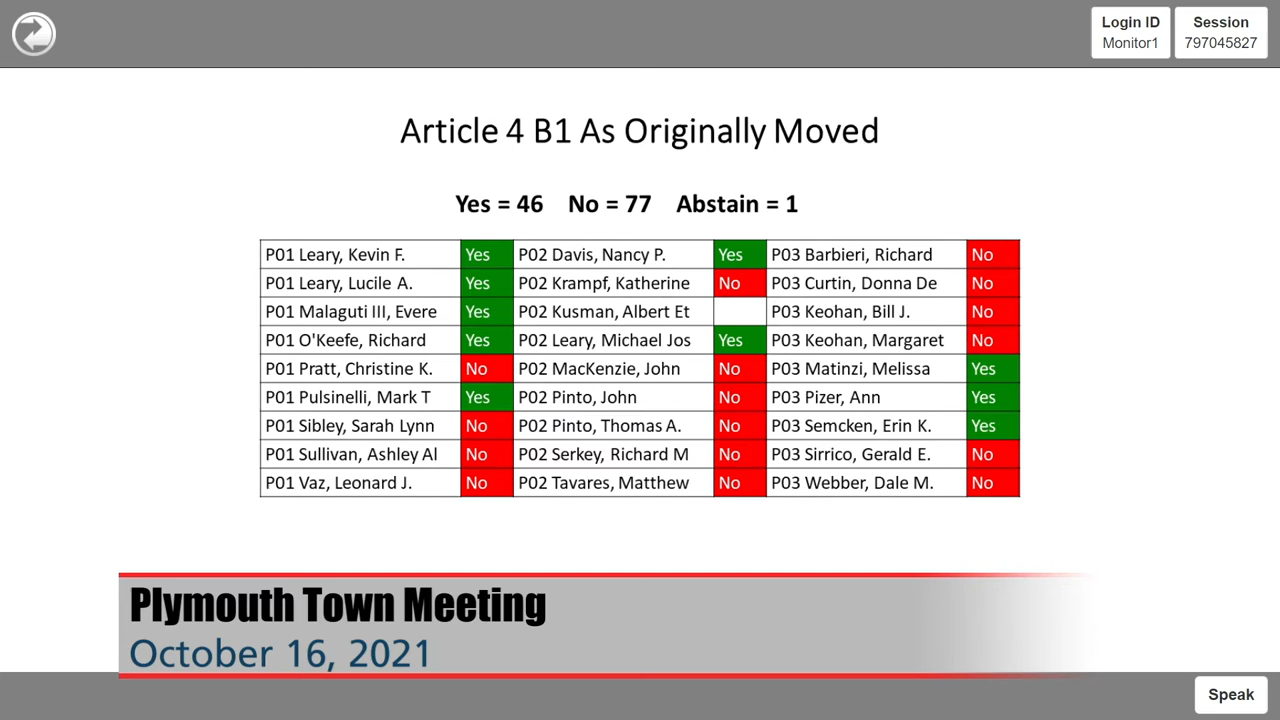 Login ID
Monitor1
Session
797045827
Article 4 B1 As Originally Moved
Yes = 46 No = 77 Abstain = 1
P01 Leary, Kevin F. Yes P02 Davis, Nancy P. Yes P03 Barbieri, Richard No
P01 Leary, Lucile A. Yes P02 Krampf, Katherine No P03 Curtin, Donna De No
P01 Malaguti III, Evere Yes P02 Kusman, Albert Et P03 Keohan, Bill J. No
P01 O'Keefe, Richard Yes P02 Leary, Michael Jos Yes P03 Keohan, Margaret No
P01 Pratt, Christine K. No P02 MacKenzie, John No P03 Matinzi, Melissa Yes
P01 Pulsinelli, Mark T Yes P02 Pinto, John No P03 Pizer, Ann Yes
P01 Sibley, Sarah Lynn No P02 Pinto, Thomas A. No P03 Semcken, Erin K. Yes
P01 Sullivan, Ashley Al No P02 Serkey, Richard M No P03 Sirrico, Gerald E. No
P01 Vaz, Leonard J. No P02 Tavares, Matthew No P03 Webber, Dale M. No
Plymouth Town Meeting
October 16, 2021
Speak